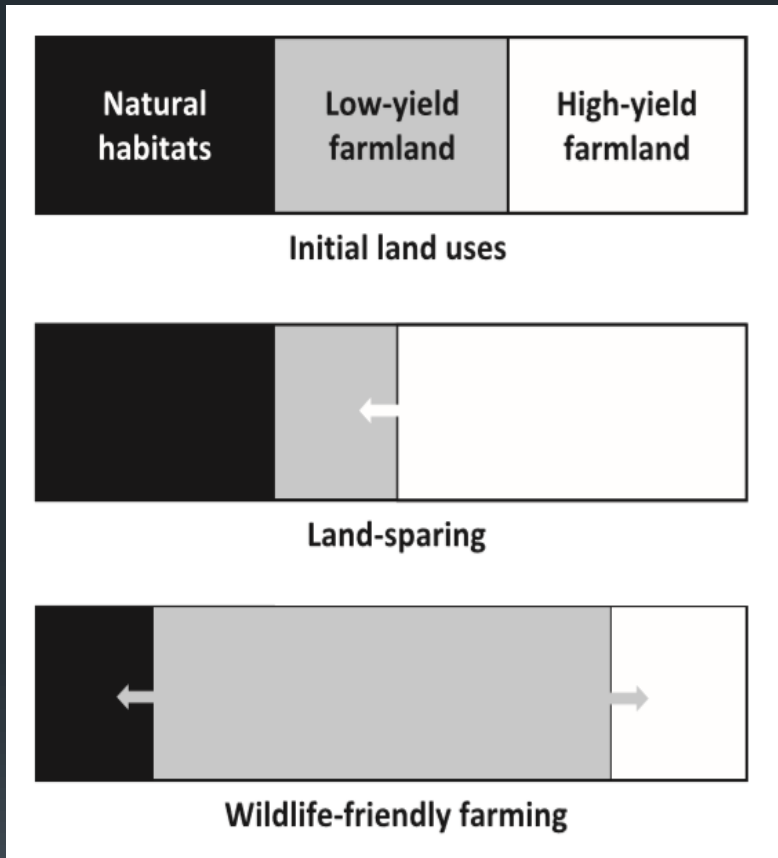 Natural
habitats
Low-yield
farmland
High-yield
farmland
Initial land uses
Land-sparing
Wildlife-friendly farming